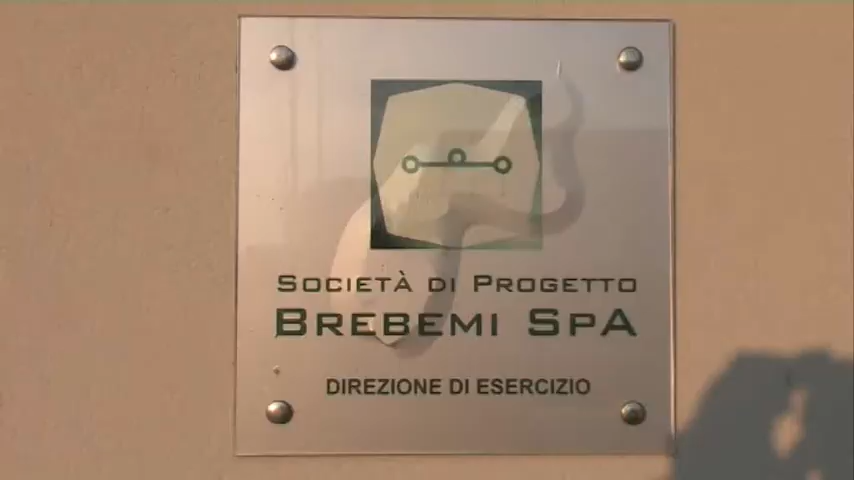 Società di Progetto
Brebemi SpA
DIREZIONE DI ESERCIZIO